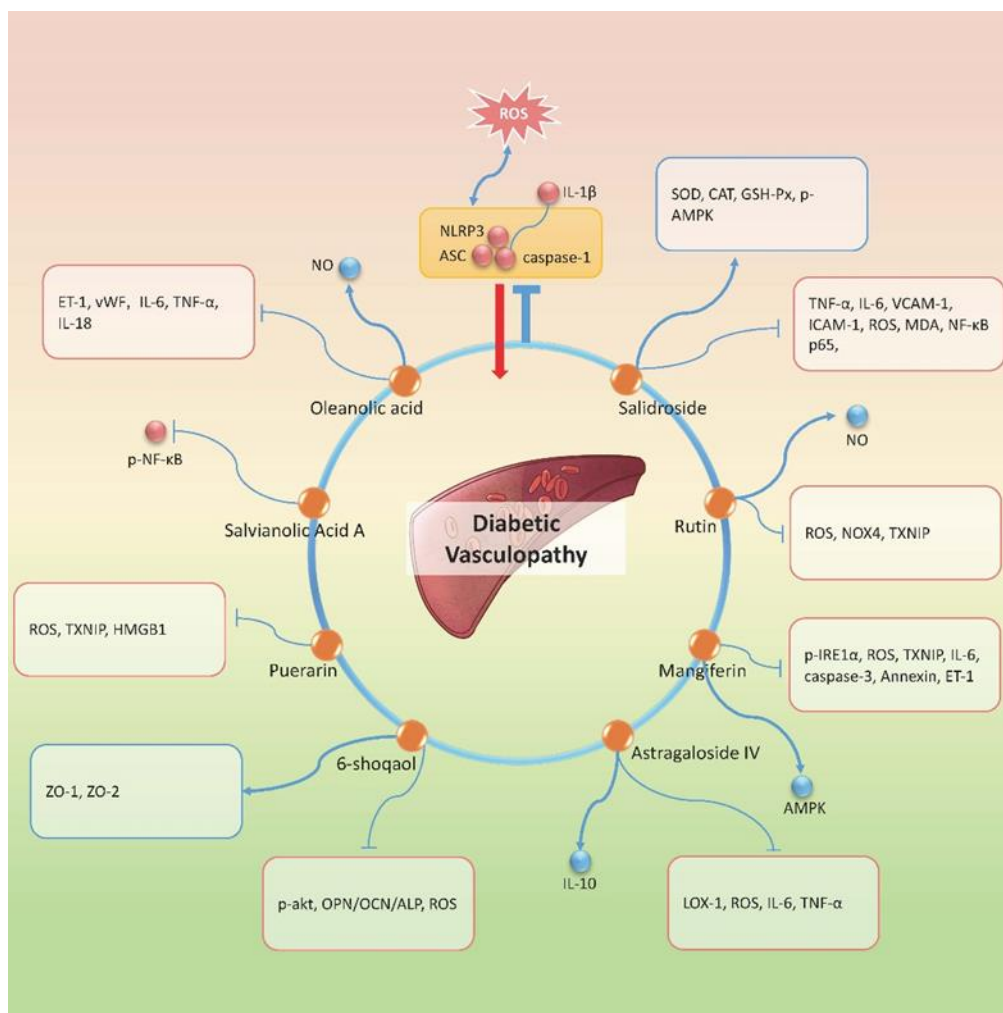 ROS
IL-1β
NLRP3
ASC
caspase-1
SOD, CAT, GSH-Px, p-
AMPK
NO
ET-1, vWF, IL-6, TNF-α,
IL-18
TNF-α, IL-6, VCAM-1,
ICAM-1, ROS, MDA, NF-κB
p65,
Oleanolic acid
Salidroside
p-NF-κB
NO
Salvianolic Acid A
Rutin
Diabetic
Vasculopathy
ROS, NOX4, TXNIP
ROS, TXNIP, HMGB1
Puerarin
Mangiferin
p-IRE1α, ROS, TXNIP, IL-6,
caspase-3, Annexin, ET-1
6-shoqaol
Astragaloside IV
ZO-1, ZO-2
AMPK
IL-10
p-akt, OPN/OCN/ALP, ROS
LOX-1, ROS, IL-6, TNF-α